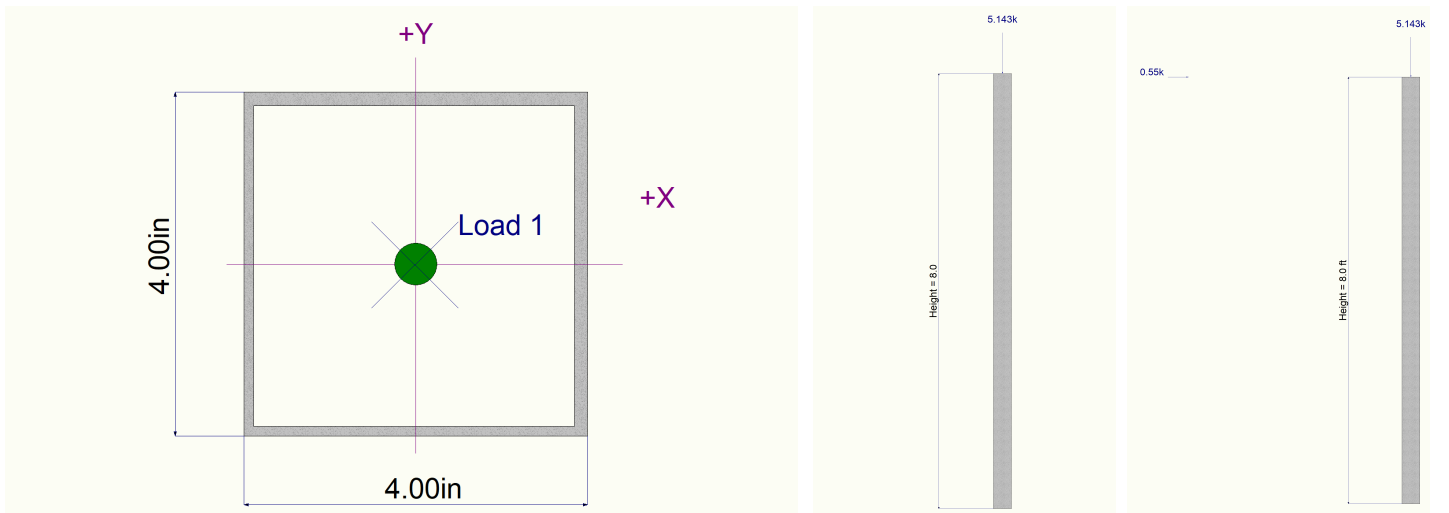 +Y
+X
Load 1
4.00in
4.00in
5.143k
Height = 8.0
5.143k
0.55k
Height = 8.0 ft